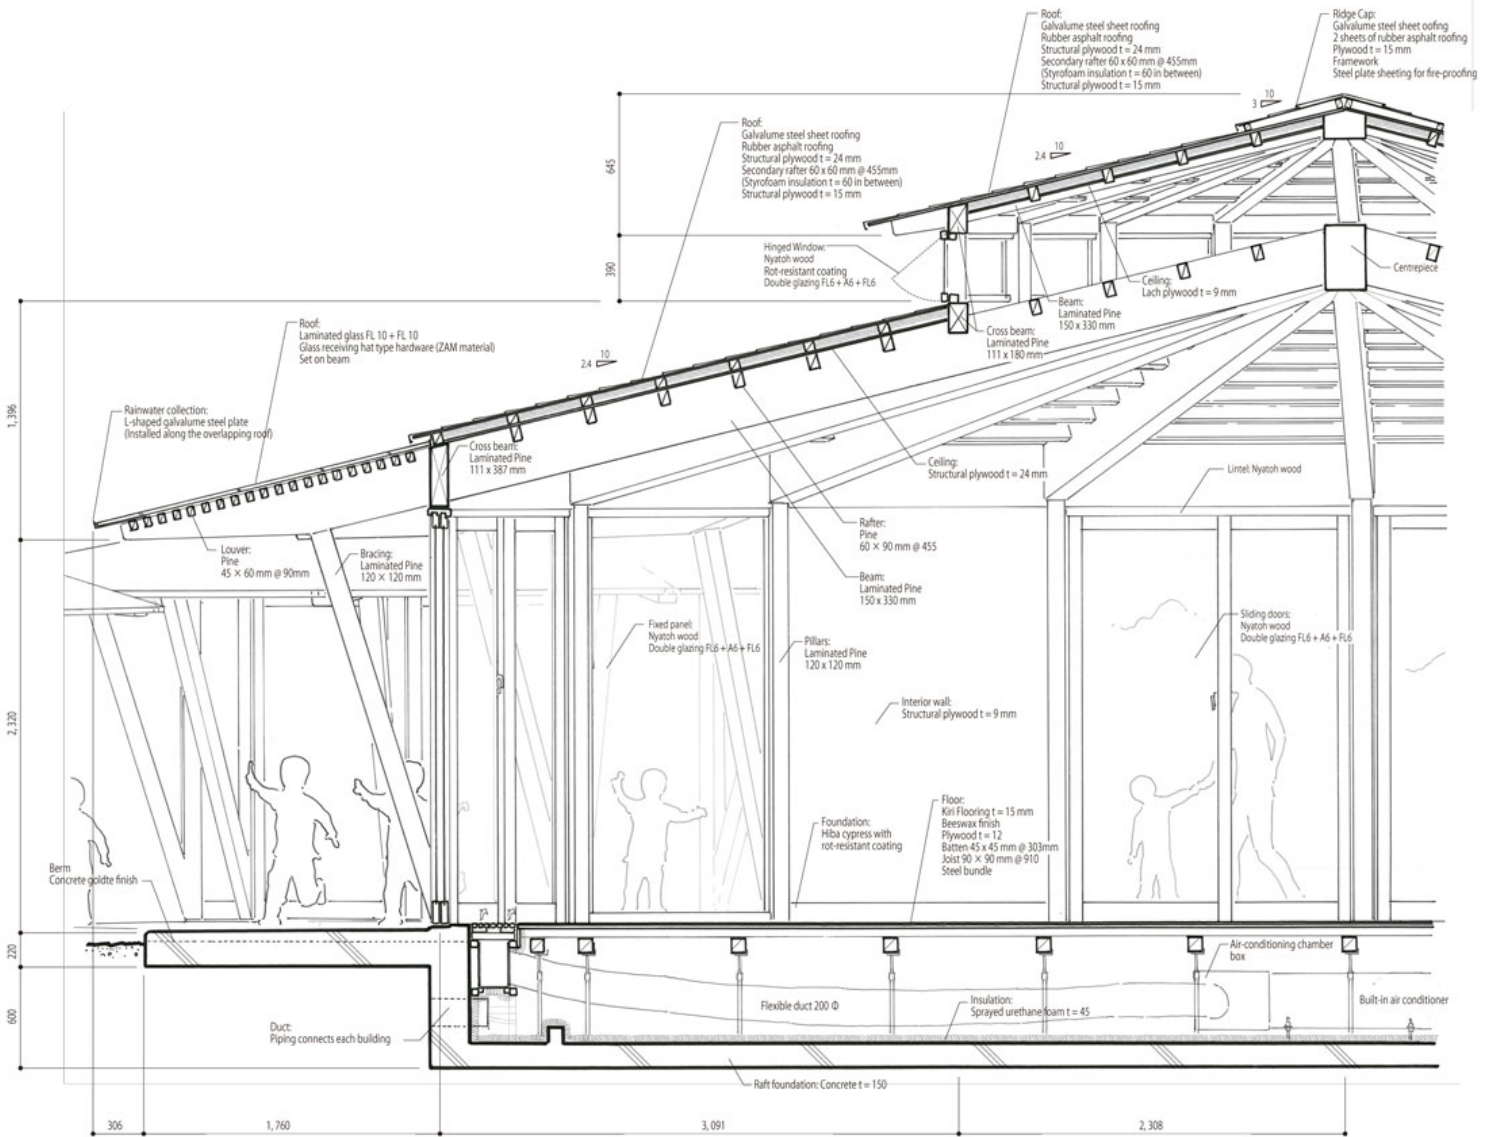 Roof:
Galvalume steel sheet roofing
Rubber asphalt roofing
Structural plywood t = 24 mm
Secondary rafter 60 x 60 mm @ 455mm
(Styrofoam insulation t = 60 in between)
Structural plywood t = 15 mm
Ridge Cap:
Galvalume steel sheet oofing
2 sheets of rubber asphalt roofing
Plywood t = 15 mm
Framework
Steel plate sheeting for fire-proofing
10
3
10
2.4
Roof:
Galvalume steel sheet roofing
Rubber asphalt roofing
Structural plywood t = 24 mm
Secondary rafter 60 x 60 mm @ 455mm
(Styrofoam insulation t = 60 in between)
Structural plywood t = 15 mm
645
390
Hinged Window:
Nyatoh wood
Rot-resistant coating
Double glazing FL6 + A6 + FL6
Centrepiece
Ceiling:
Lach plywood t = 9 mm
Beam:
Laminated Pine
150 x 330 mm
Cross beam:
Laminated Pine
111 x 180 mm
Roof:
Laminated glass FL 10 + FL 10
Glass receiving hat type hardware (ZAM material)
Set on beam
10
2.4
1,396
Rainwater collection:
L-shaped galvalume steel plate
(Installed along the overlapping roof)
Cross beam:
Laminated Pine
111 x 387 mm
Ceiling:
Structural plywood t = 24 mm
Lintel: Nyatoh wood
Rafter:
Pine
60 × 90 mm @ 455
Louver:
Pine
45 × 60 mm @ 90mm
Bracing:
Laminated Pine
120 × 120 mm
Beam:
Laminated Pine
150 x 330 mm
Fixed panel:
Nyatoh wood
Double glazing FL6 + A6 + FL6
Pillars:
Laminated Pine
120 x 120 mm
Sliding doors:
Nyatoh wood
Double glazing FL6 + A6 + FL6
2,320
Interior wall:
Structural plywood t = 9 mm
Foundation:
Hiba cypress with
rot-resistant coating
Floor:
Kiri Flooring t = 15 mm
Beeswax finish
Plywood t = 12
Batten 45 x 45 mm @ 303mm
Joist 90 × 90 mm @ 910
Steel bundle
Berm
Concrete goldte finish
220
600
Air-conditioning chamber
box
Flexible duct 200 Φ
Insulation:
Sprayed urethane foam t = 45
Built-in air conditioner
Duct:
Piping connects each building
Raft foundation: Concrete t = 150
306
1,760
3,091
2,308